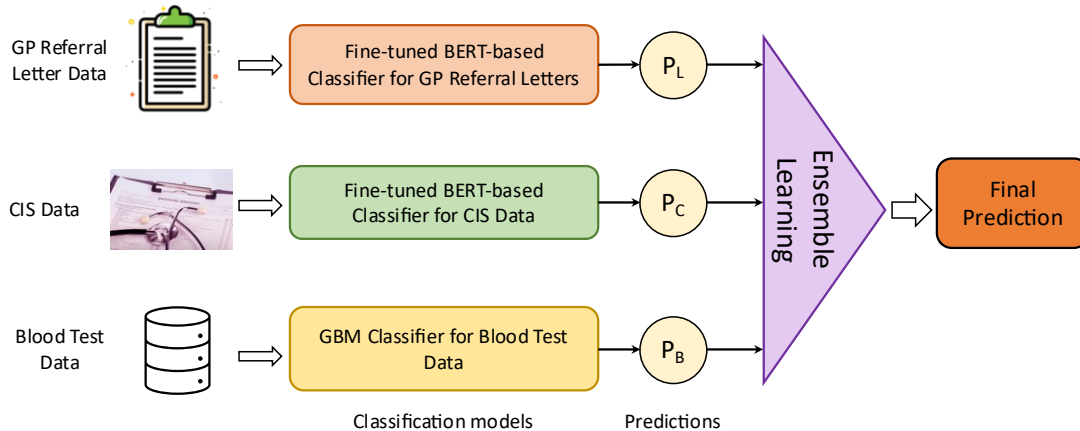 GP Referral
Letter Data
Fine-tuned BERT-based
Classifier for GP Referral Letters
P_L
CIS Data
Fine-tuned BERT-based
Classifier for CIS Data
P_C
Ensemble
Learning
Final
Prediction
Blood Test
Data
GBM Classifier for Blood Test
Data
P_B
Classification models
Predictions